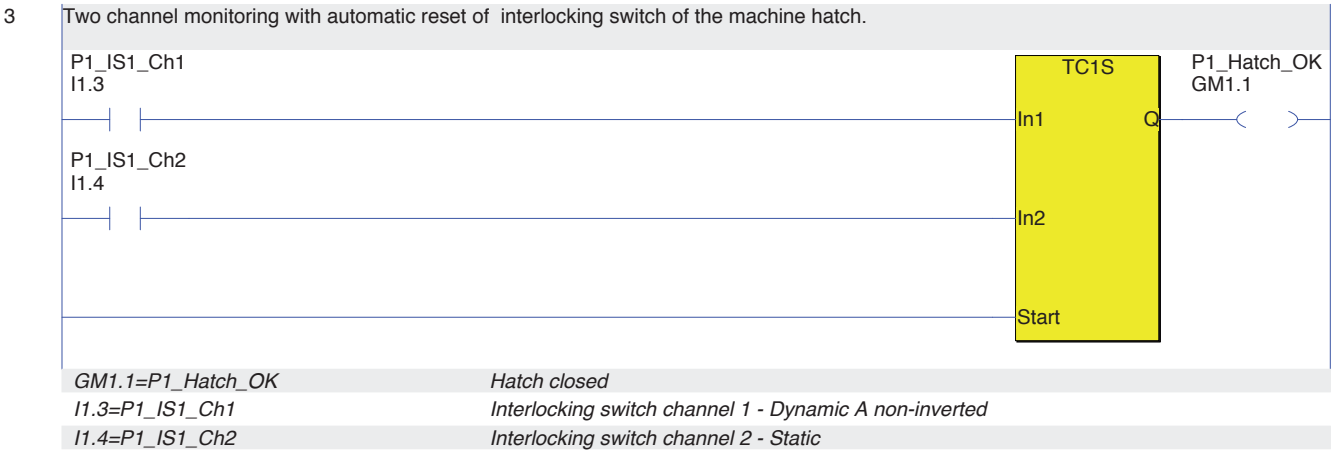 3 Two channel monitoring with automatic reset of interlocking switch of the machine hatch.
P1_IS1_Ch1
I1.3
TC1S
P1_Hatch_OK
GM1.1
In1 Q
P1_IS1_Ch2
I1.4
In2
Start
GM1.1=P1_Hatch_OK Hatch closed
I1.3=P1_IS1_Ch1 Interlocking switch channel 1 - Dynamic A non-inverted
I1.4=P1_IS1_Ch2 Interlocking switch channel 2 - Static